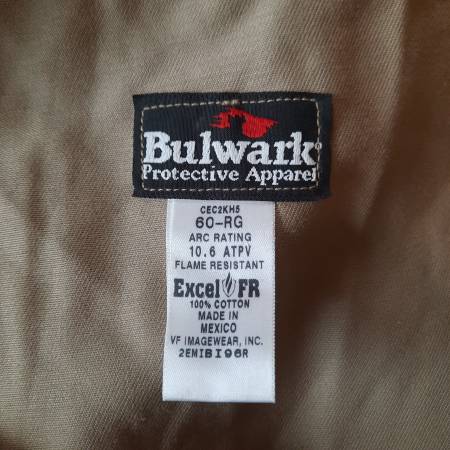 Bulwark®
Protective Apparel
CEC2KH5
60-RG
ARC RATING
10.6 ATPV
FLAME RESISTANT
Excel FR
100% COTTON
MADE IN
MEXICO
VF IMAGEWEAR, INC.
2EMIBI96R